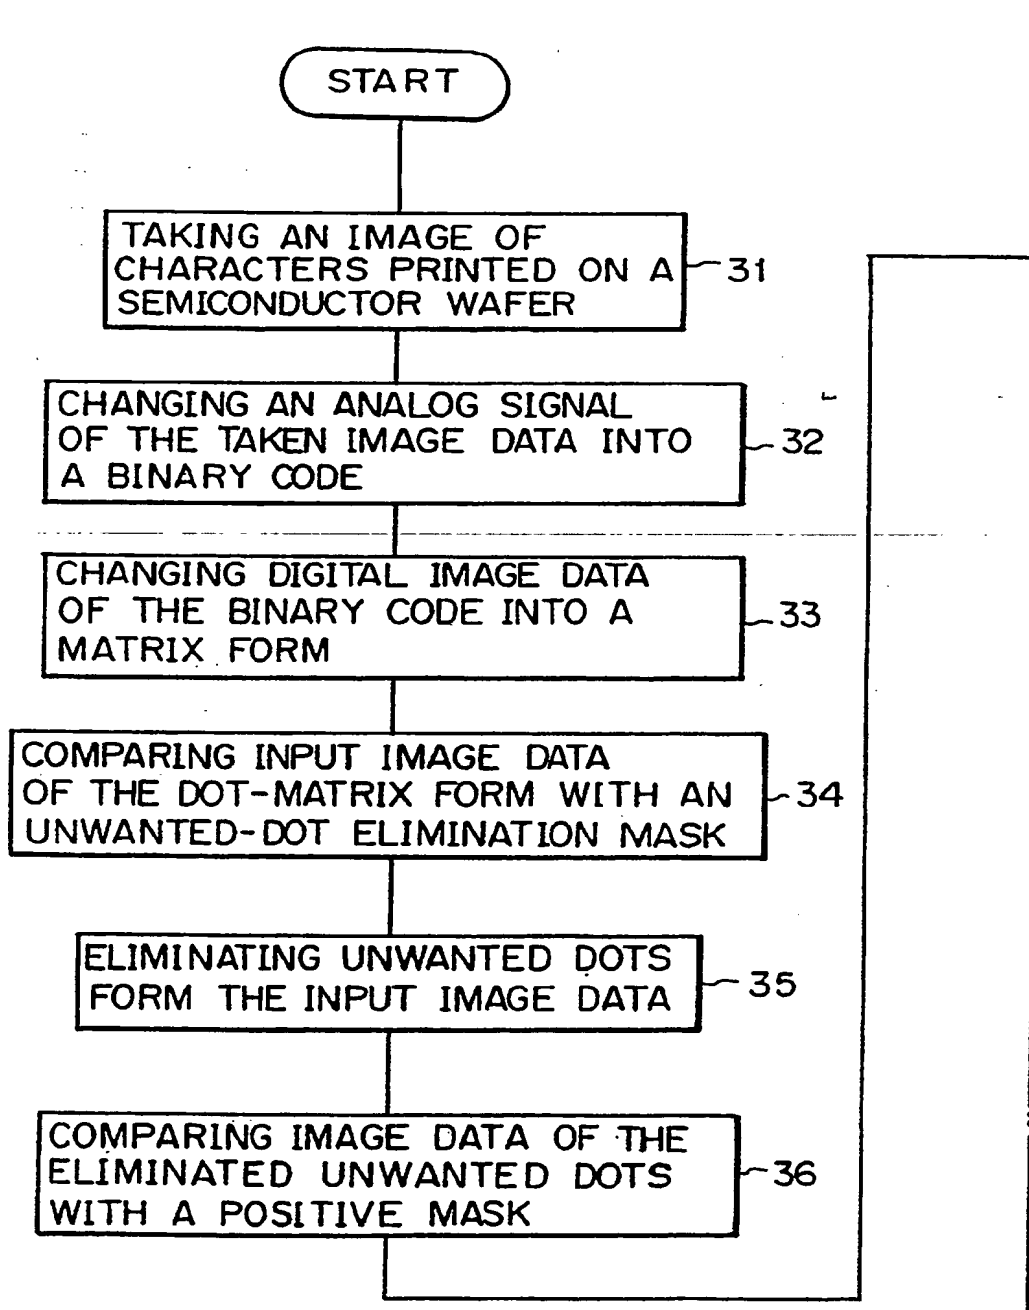 START
TAKING AN IMAGE OF
CHARACTERS PRINTED ON A
SEMICONDUCTOR WAFER
31
CHANGING AN ANALOG SIGNAL
OF THE TAKEN IMAGE DATA INTO
A BINARY CODE
32
CHANGING DIGITAL IMAGE DATA
OF THE BINARY CODE INTO A
MATRIX FORM
33
COMPARING INPUT IMAGE DATA
OF THE DOT-MATRIX FORM WITH AN
UNWANTED-DOT ELIMINATION MASK
34
ELIMINATING UNWANTED DOTS
FORM THE INPUT IMAGE DATA
35
COMPARING IMAGE DATA OF THE
ELIMINATED UNWANTED DOTS
WITH A POSITIVE MASK
36